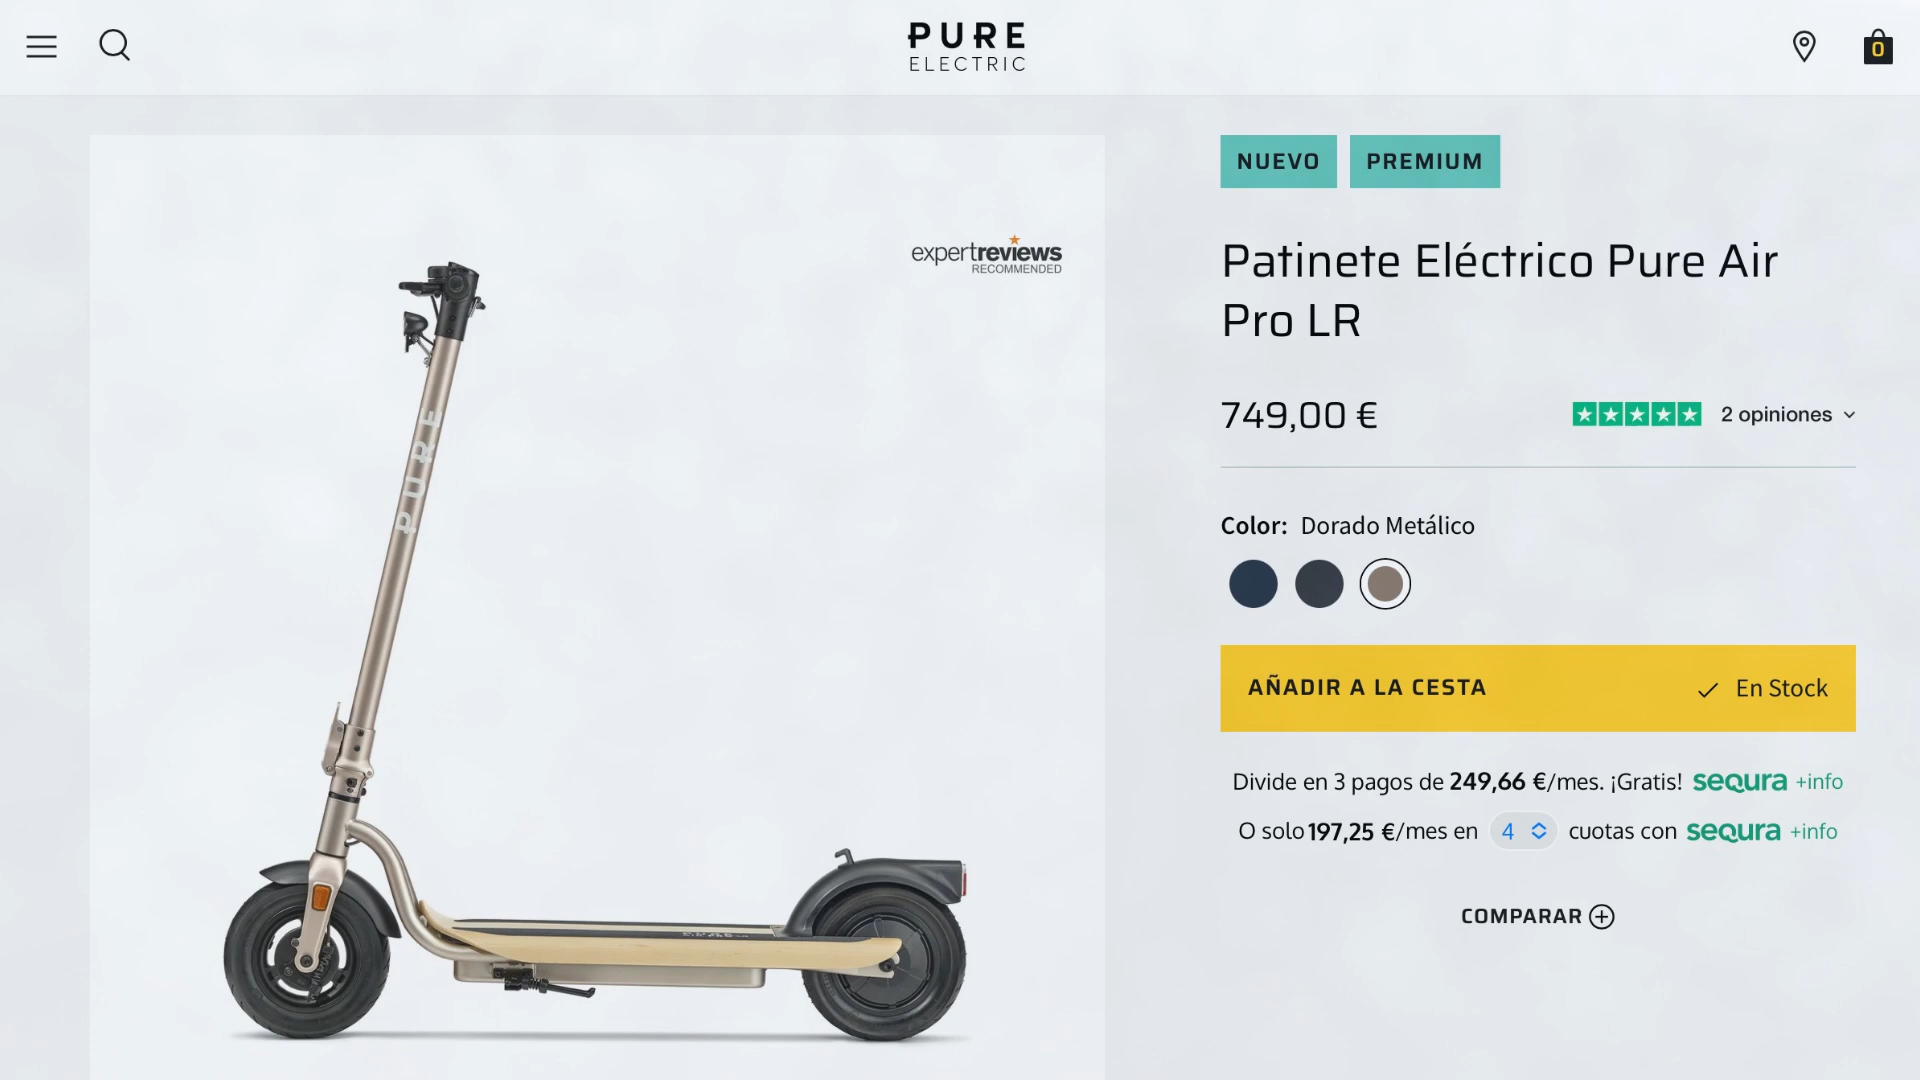 PURE
ELECTRIC
0
NUEVO
PREMIUM
expertreviews
RECOMMENDED
Patinete Eléctrico Pure Air
Pro LR
749,00 €
2 opiniones
PURE
Color: Dorado Metálico
AÑADIR A LA CESTA
En Stock
Divide en 3 pagos de 249,66 €/mes. ¡Gratis! seQura +info
O solo 197,25 €/mes en 4 cuotas con seQura +info
COMPARAR